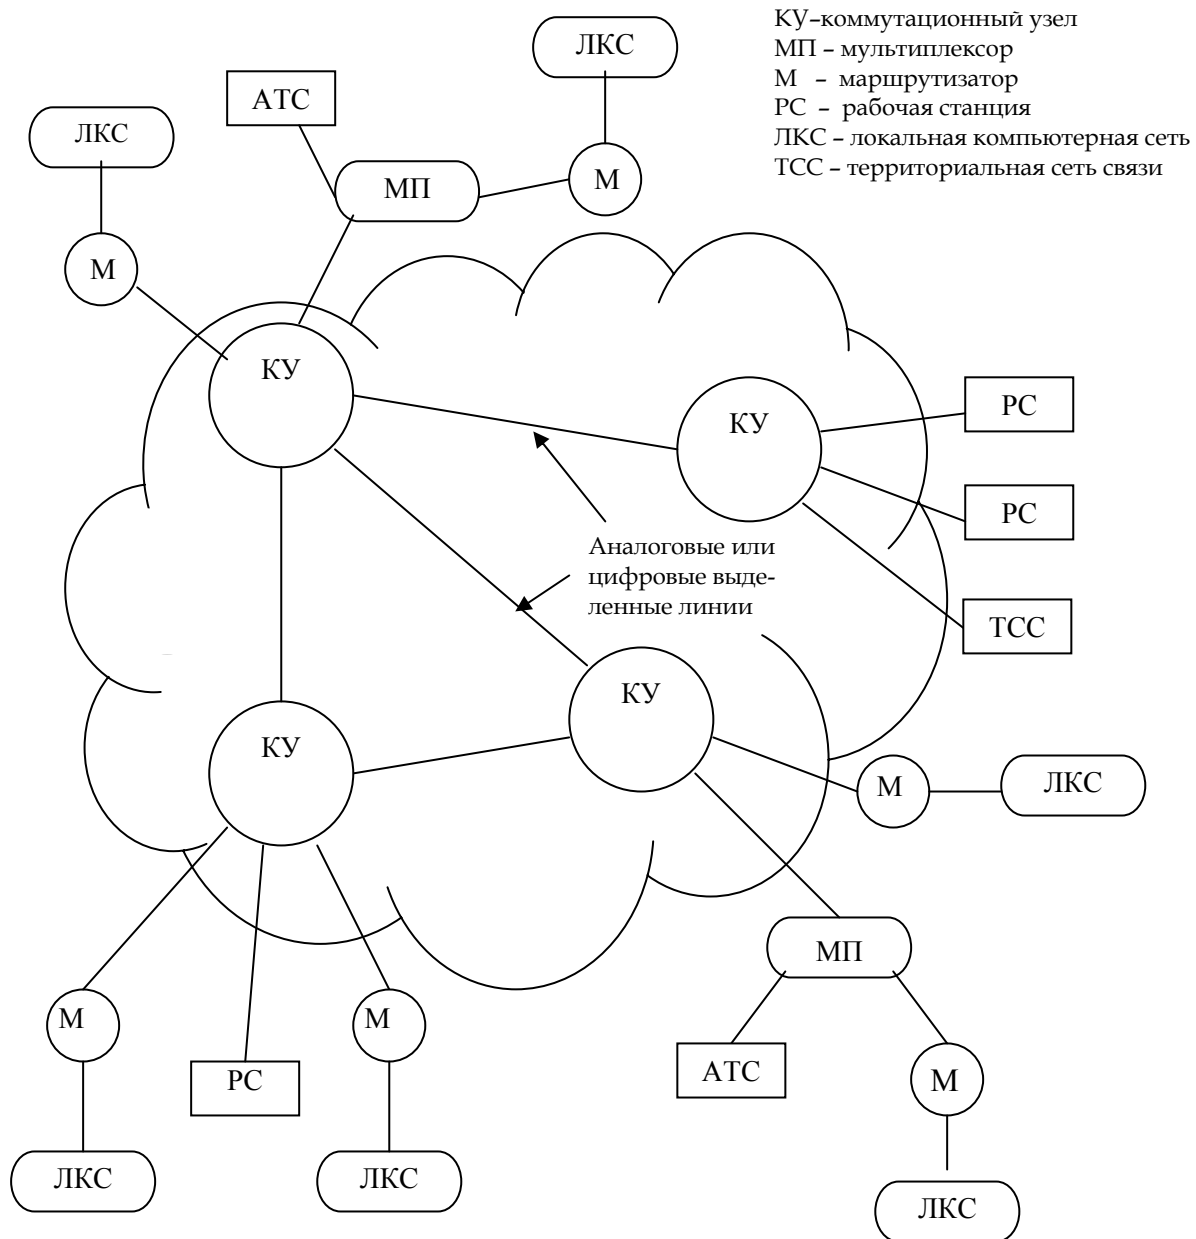 КУ–коммутационный узел
МП – мультиплексор
М – маршрутизатор
РС – рабочая станция
ЛКС – локальная компьютерная сеть
ТСС – территориальная сеть связи
ЛКС
АТС
ЛКС
МП
М
М
КУ
КУ
РС
РС
Аналоговые или
цифровые выде-
ленные линии
ТСС
КУ
КУ
М
ЛКС
МП
М
М
РС
АТС
М
ЛКС
ЛКС
ЛКС